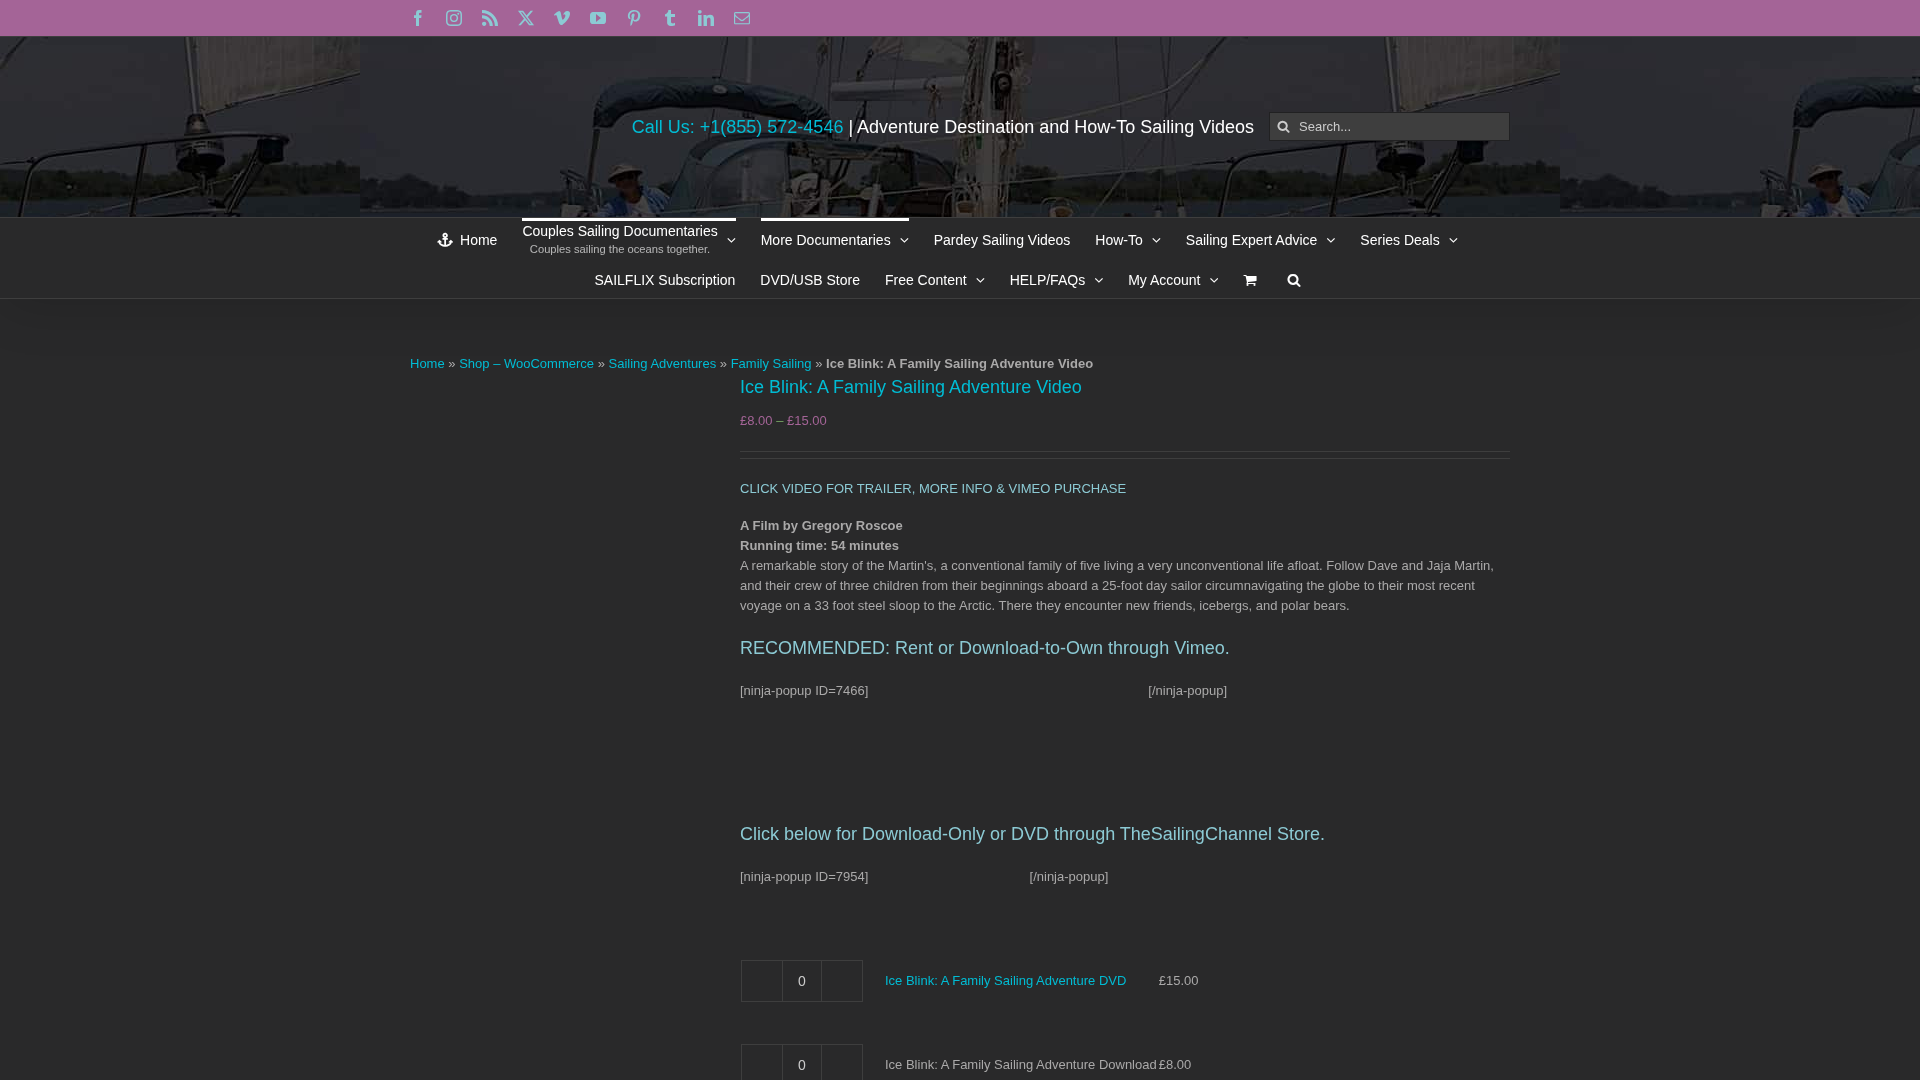 Call Us: +1(855) 572-4546 | Adventure Destination and How-To Sailing Videos
Search...
Home
Couples Sailing Documentaries
Couples sailing the oceans together.
More Documentaries
Pardey Sailing Videos
How-To
Sailing Expert Advice
Series Deals
SAILFLIX Subscription
DVD/USB Store
Free Content
HELP/FAQs
My Account
Home » Shop – WooCommerce » Sailing Adventures » Family Sailing » Ice Blink: A Family Sailing Adventure Video
Ice Blink: A Family Sailing Adventure Video
£8.00 – £15.00
CLICK VIDEO FOR TRAILER, MORE INFO & VIMEO PURCHASE
A Film by Gregory Roscoe
Running time: 54 minutes
A remarkable story of the Martin's, a conventional family of five living a very unconventional life afloat. Follow Dave and Jaja Martin,
and their crew of three children from their beginnings aboard a 25-foot day sailor circumnavigating the globe to their most recent
voyage on a 33 foot steel sloop to the Arctic. There they encounter new friends, icebergs, and polar bears.
RECOMMENDED: Rent or Download-to-Own through Vimeo.
[ninja-popup ID=7466] [/ninja-popup]
Click below for Download-Only or DVD through TheSailingChannel Store.
[ninja-popup ID=7954] [/ninja-popup]
0 Ice Blink: A Family Sailing Adventure DVD £15.00
0 Ice Blink: A Family Sailing Adventure Download £8.00